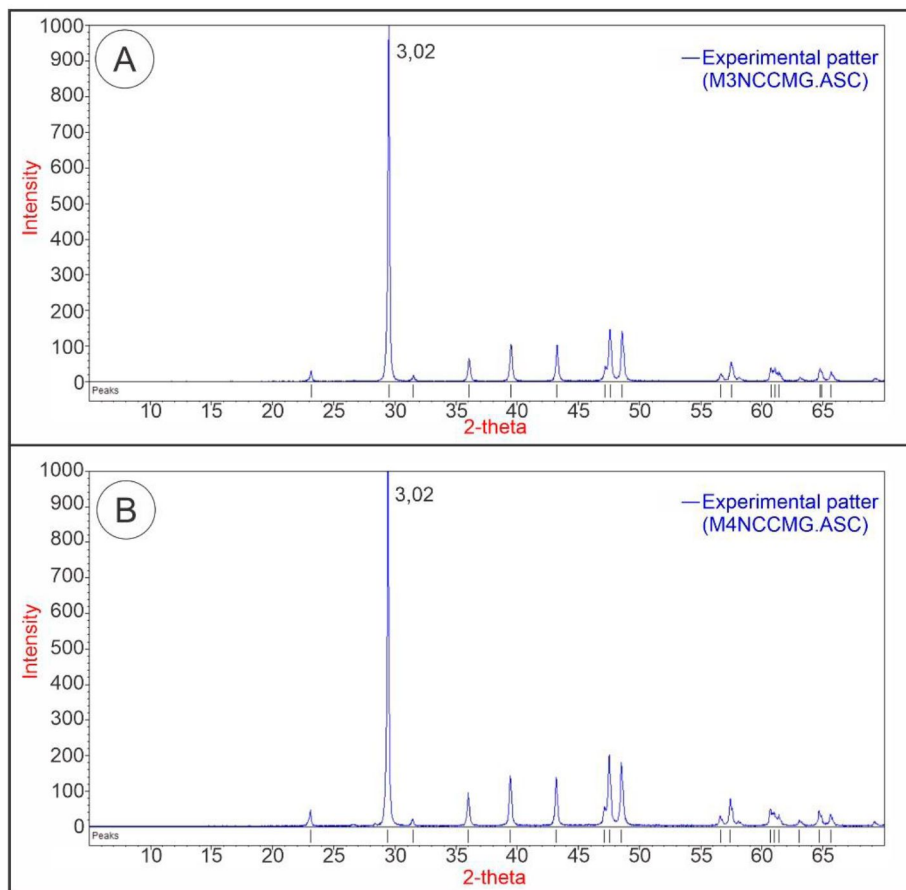 A
3,02
Experimental patter
(M3NCCMG.ASC)
Intensity
1000
900
800
700
600
500
400
300
200
100
0
Peaks
10 15 20 25 30 35 40 45 50 55 60 65
2-theta
B
3,02
Experimental patter
(M4NCCMG.ASC)
Intensity
1000
900
800
700
600
500
400
300
200
100
0
Peaks
10 15 20 25 30 35 40 45 50 55 60 65
2-theta